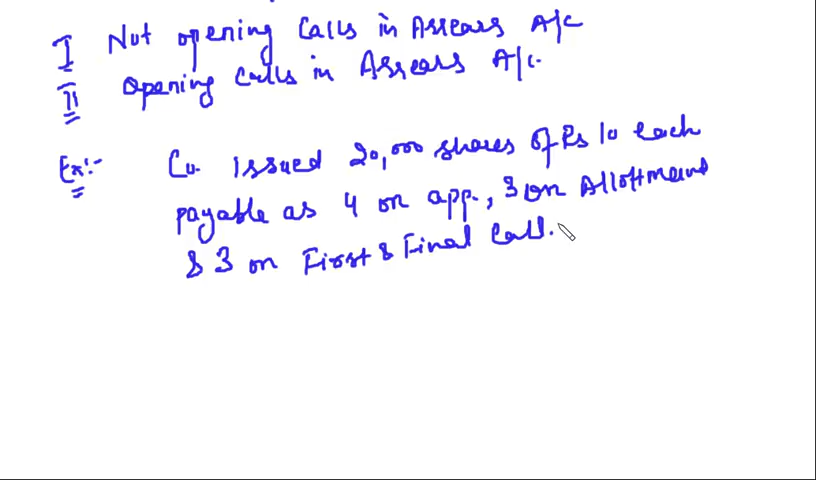 I Not opening Calls in Arrears A/c
II Opening Calls in Arrears A/c.
Ex:- Co. issued 20,000 shares of Rs 10 each
payable as 4 on app., 3 on Allottment
& 3 on First & Final Call.